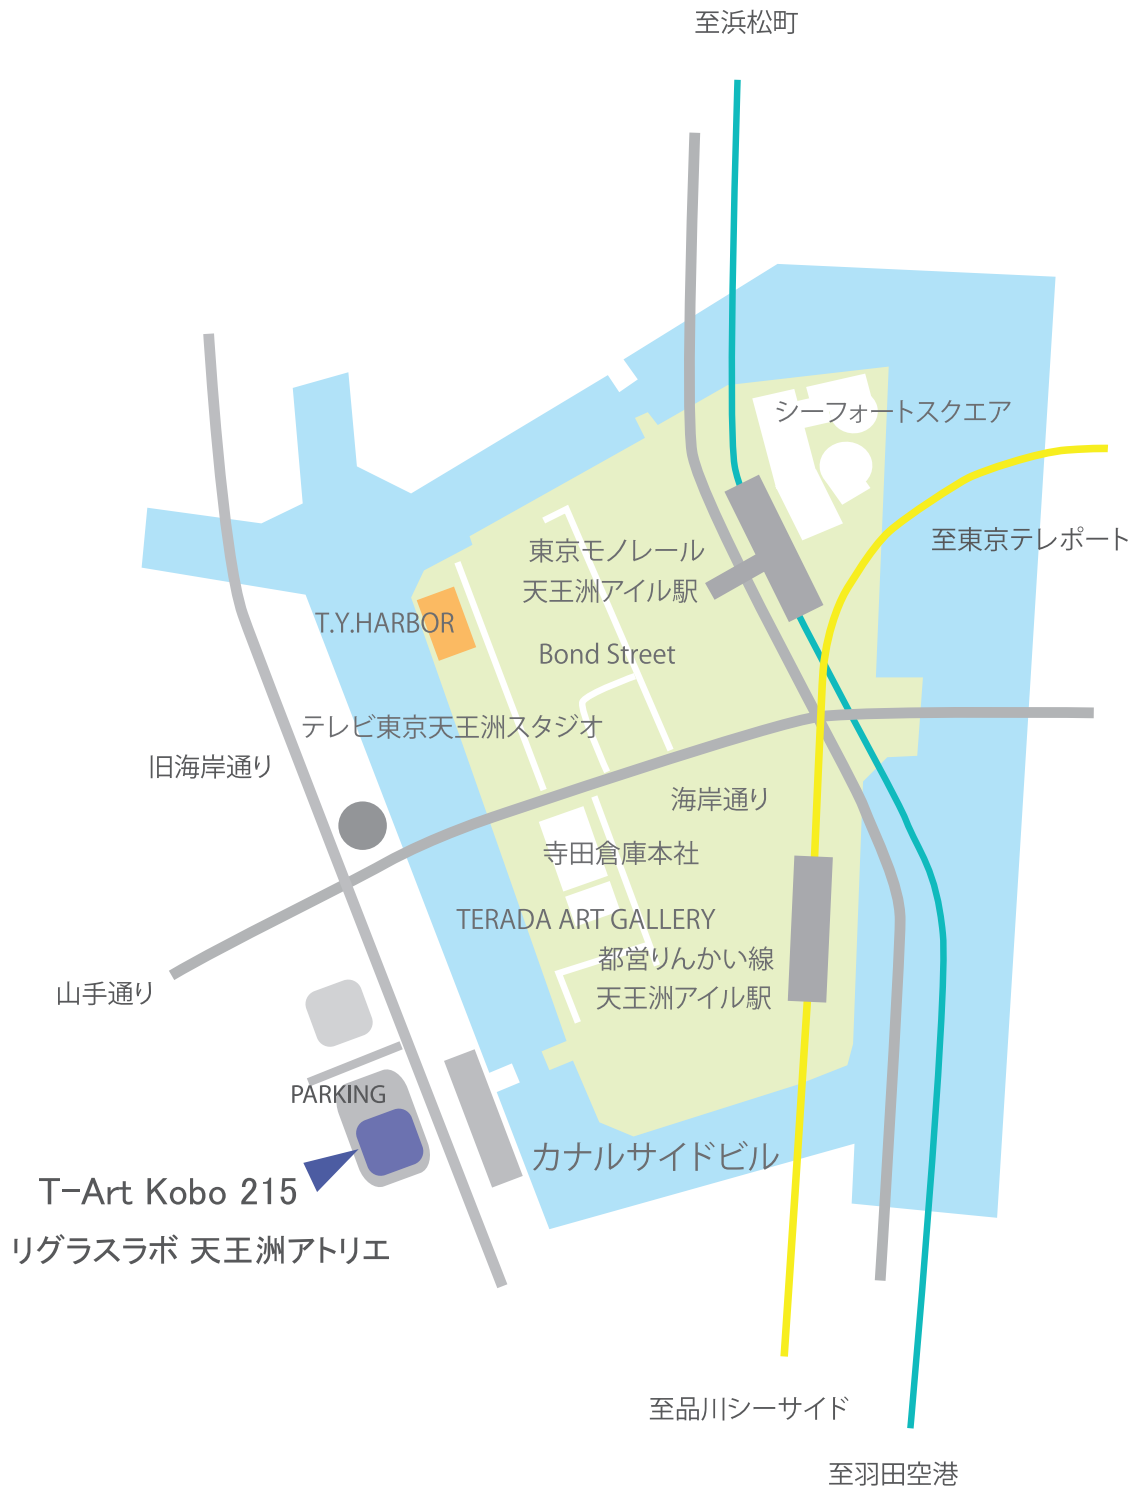 至浜松町
シーフォートスクエア
至東京テレポート
東京モノレール
天王洲アイル駅
T.Y.HARBOR
Bond Street
テレビ東京天王洲スタジオ
旧海岸通り
海岸通り
寺田倉庫本社
TERADA ART GALLERY
都営りんかい線
天王洲アイル駅
山手通り
PARKING
カナルサイドビル
T-Art Kobo 215
リグラスラボ 天王洲アトリエ
至品川シーサイド
至羽田空港